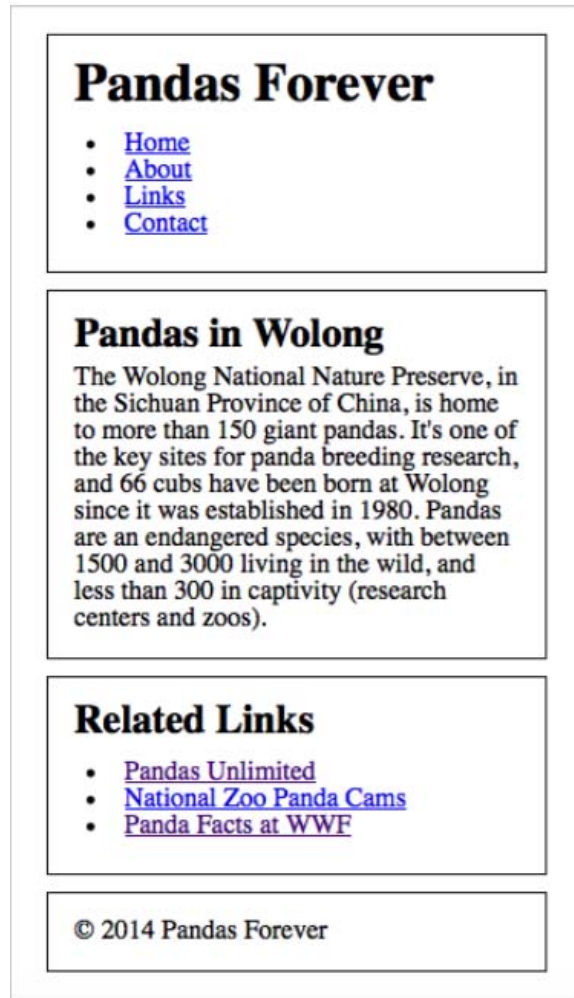 Pandas Forever
• Home
• About
• Links
• Contact
Pandas in Wolong
The Wolong National Nature Preserve, in
the Sichuan Province of China, is home
to more than 150 giant pandas. It's one of
the key sites for panda breeding research,
and 66 cubs have been born at Wolong
since it was established in 1980. Pandas
are an endangered species, with between
1500 and 3000 living in the wild, and
less than 300 in captivity (research
centers and zoos).
Related Links
• Pandas Unlimited
• National Zoo Panda Cams
• Panda Facts at WWF
© 2014 Pandas Forever